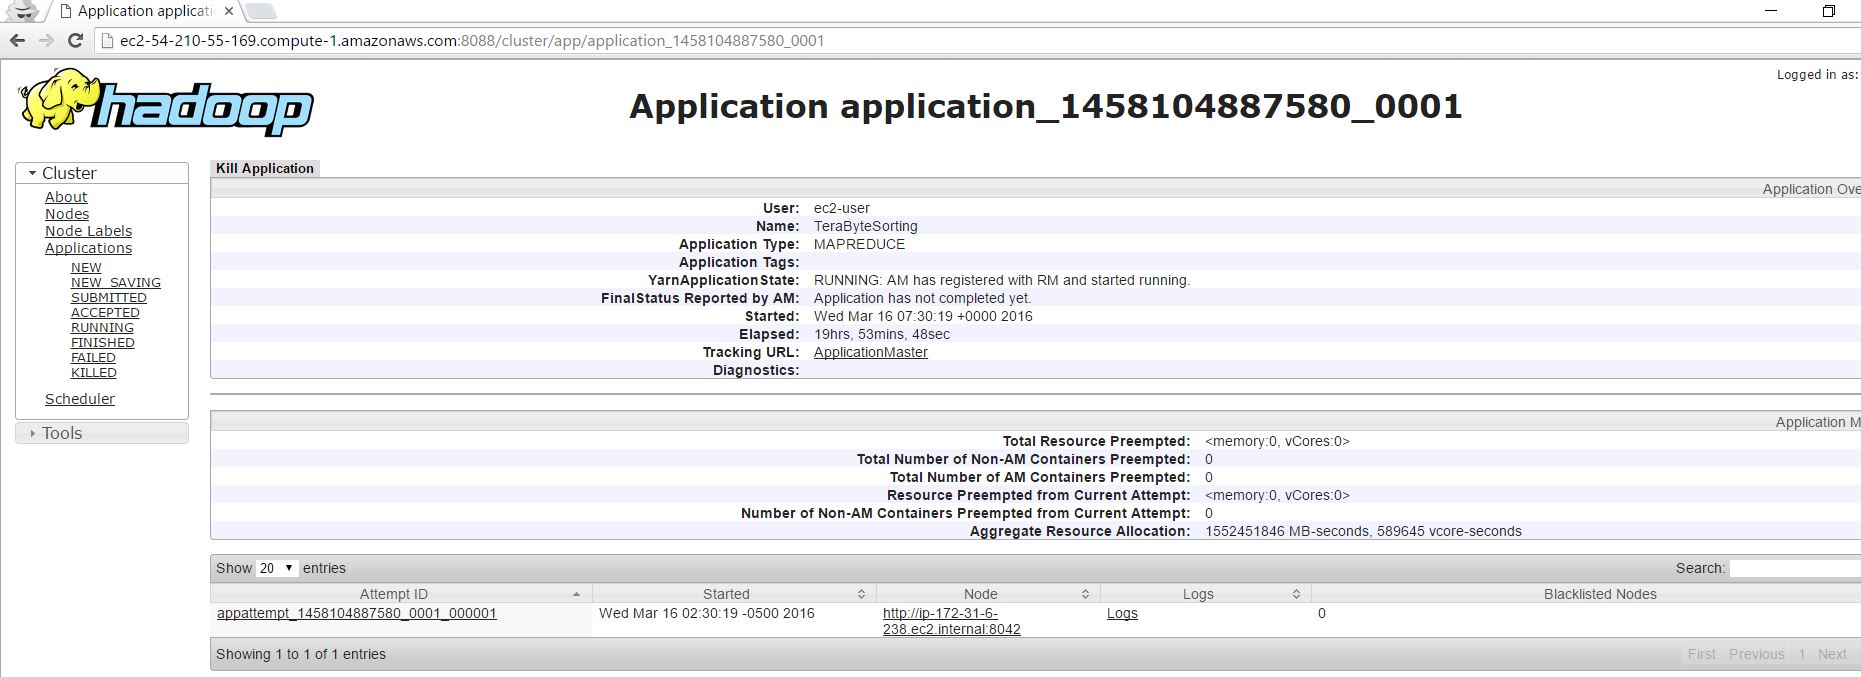 Application applicati
ec2-54-210-55-169.compute-1.amazonaws.com:8088/cluster/app/application_1458104887580_0001
Logged in as:
hadoop
Application application_1458104887580_0001
Cluster
About
Nodes
Node Labels
Applications
NEW
NEW_SAVING
SUBMITTED
ACCEPTED
RUNNING
FINISHED
FAILED
KILLED
Scheduler
Tools
Kill Application
Application Ove
User: ec2-user
Name: TeraByteSorting
Application Type: MAPREDUCE
Application Tags:
YarnApplicationState: RUNNING: AM has registered with RM and started running.
FinalStatus Reported by AM: Application has not completed yet.
Started: Wed Mar 16 07:30:19 +0000 2016
Elapsed: 19hrs, 53mins, 48sec
Tracking URL: ApplicationMaster
Diagnostics:
Application M
Total Resource Preempted: <memory:0, vCores:0>
Total Number of Non-AM Containers Preempted: 0
Total Number of AM Containers Preempted: 0
Resource Preempted from Current Attempt: <memory:0, vCores:0>
Number of Non-AM Containers Preempted from Current Attempt: 0
Aggregate Resource Allocation: 1552451846 MB-seconds, 589645 vcore-seconds
Show 20 entries Search:
Attempt ID Started Node Logs Blacklisted Nodes
appattempt_1458104887580_0001_000001 Wed Mar 16 02:30:19 -0500 2016 http://ip-172-31-6- Logs 0
238.ec2.internal:8042
Showing 1 to 1 of 1 entries First Previous 1 Next